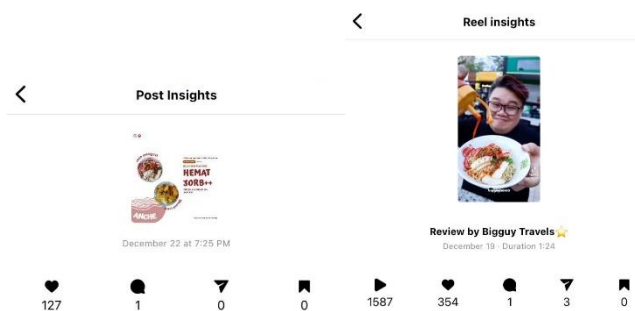 Post Insights
HEMAT
30RB++
ANCHE
December 22 at 7:25 PM
127
1
0
0
Reel insights
Review by Bigguy Travels⭐
December 19 · Duration 1:24
1587
354
1
3
0